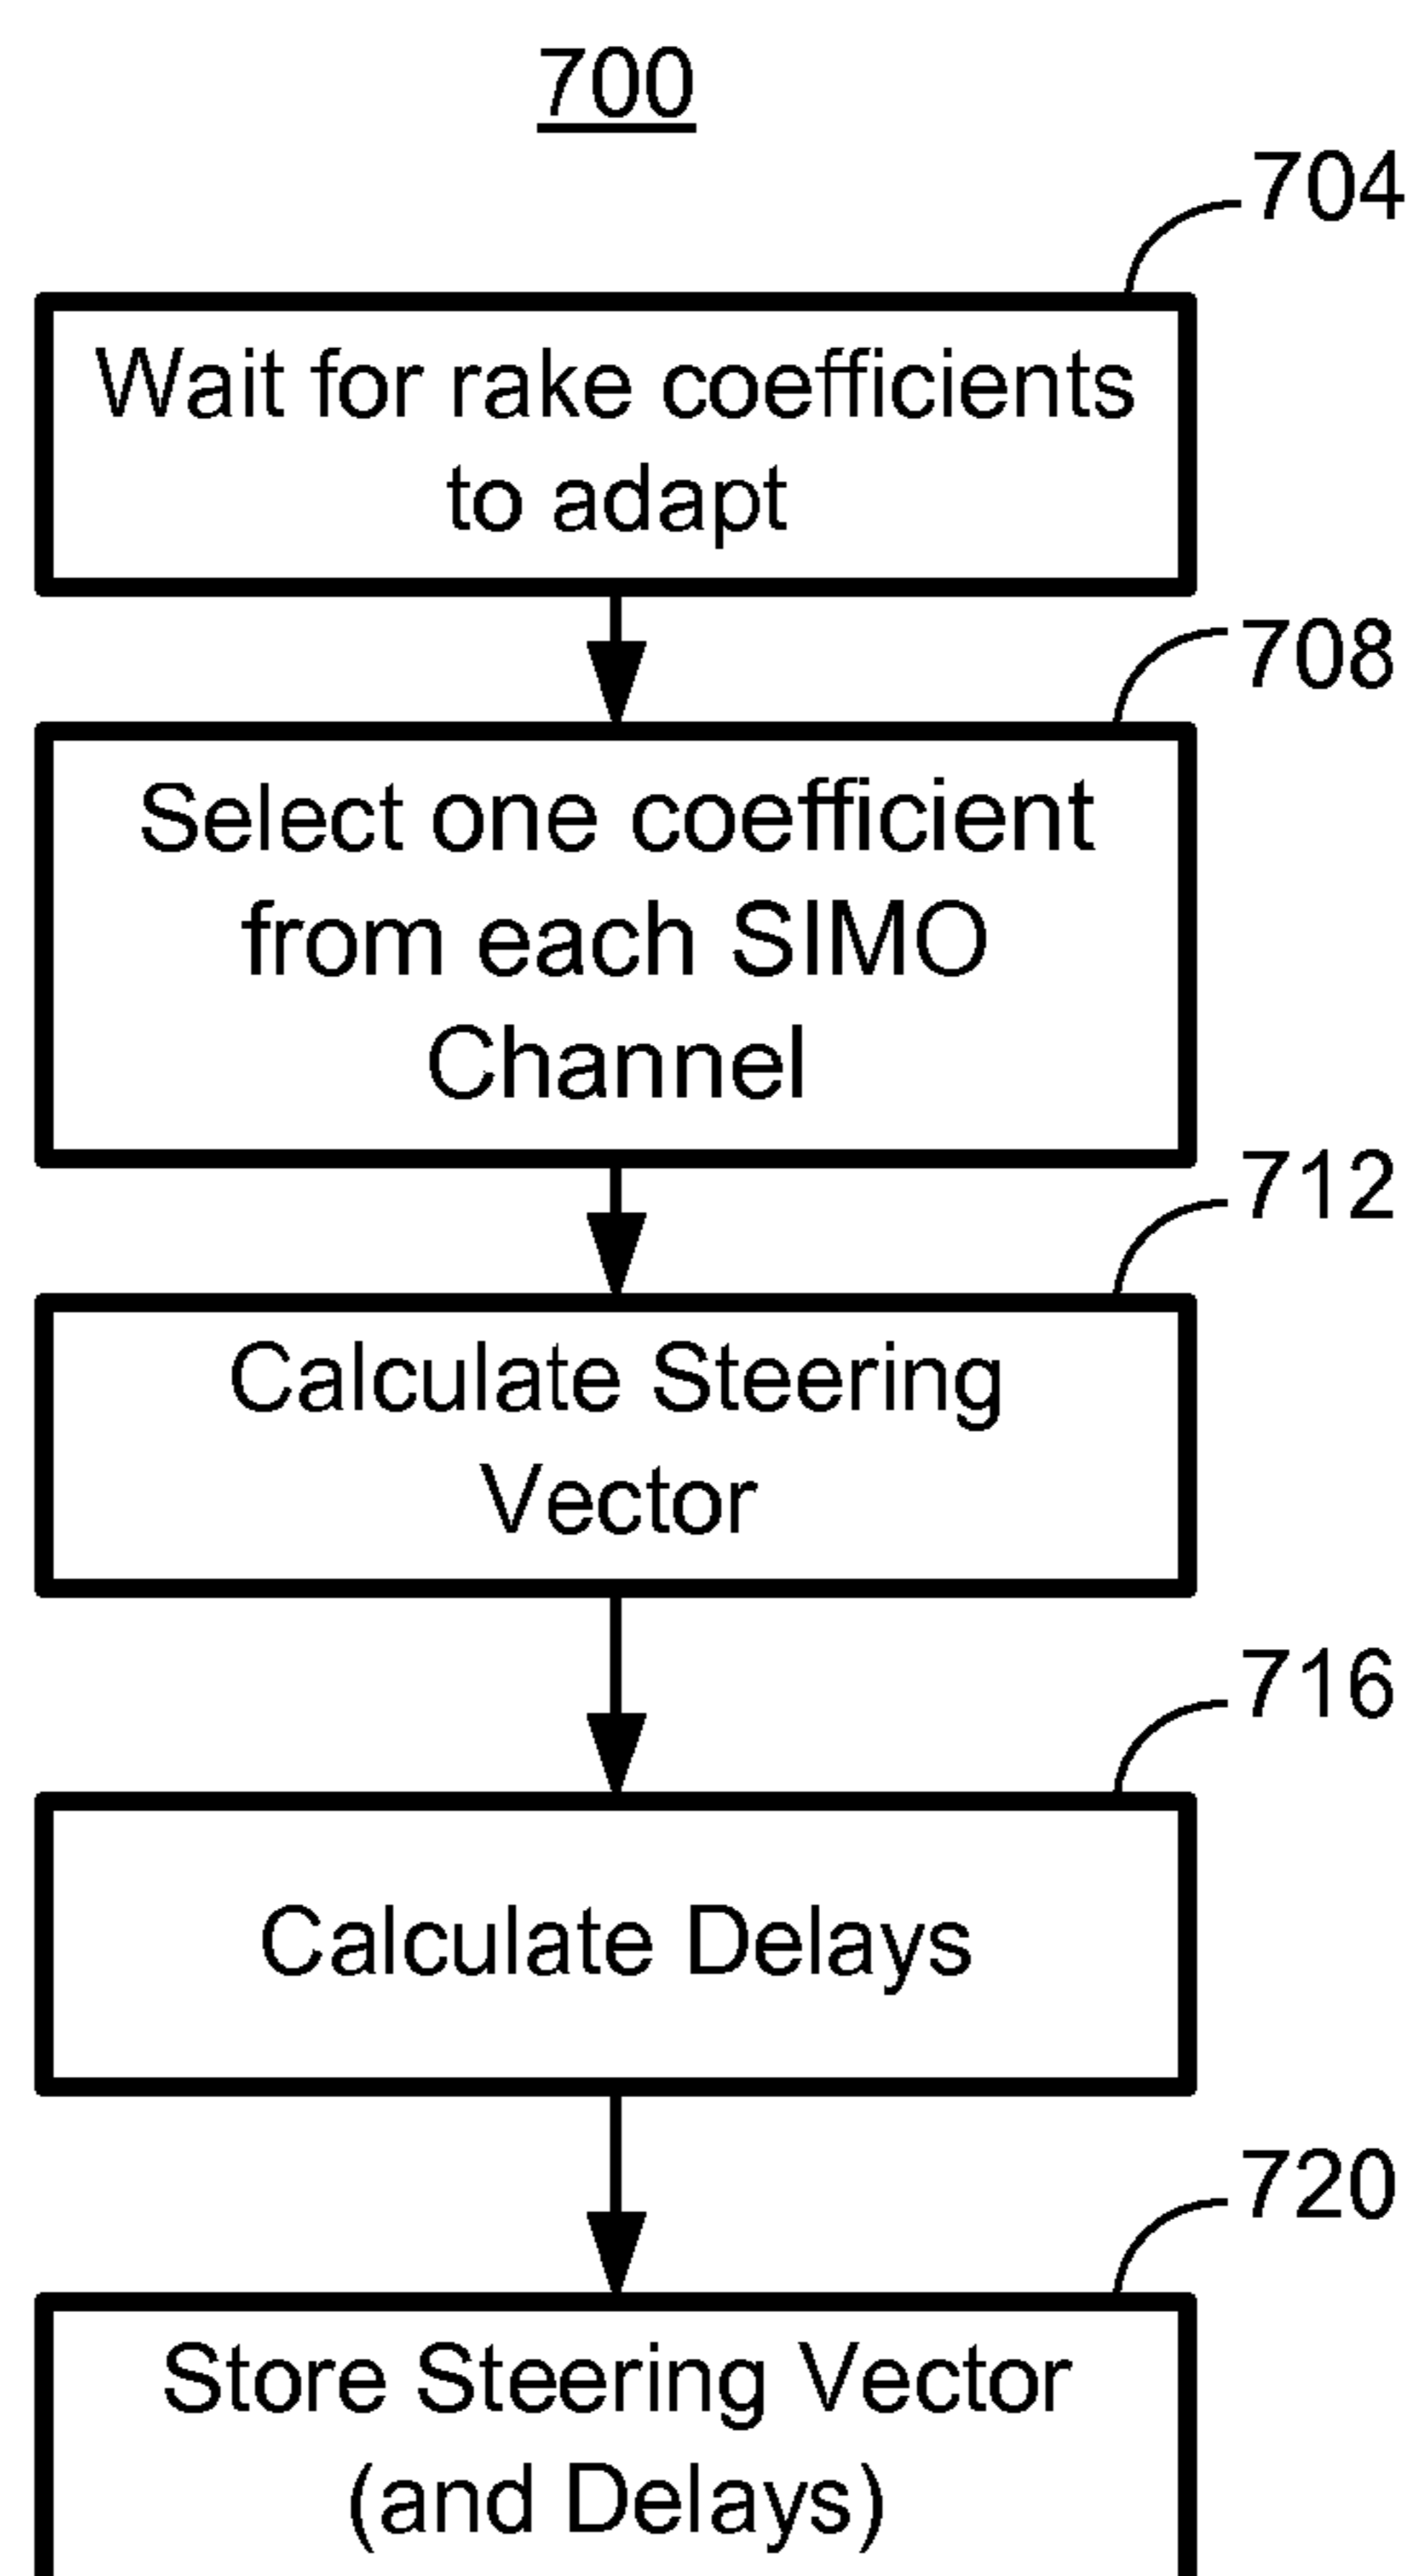 700
704
Wait for rake coefficients
to adapt
708
Select one coefficient
from each SIMO
Channel
712
Calculate Steering
Vector
716
Calculate Delays
720
Store Steering Vector
(and Delays)